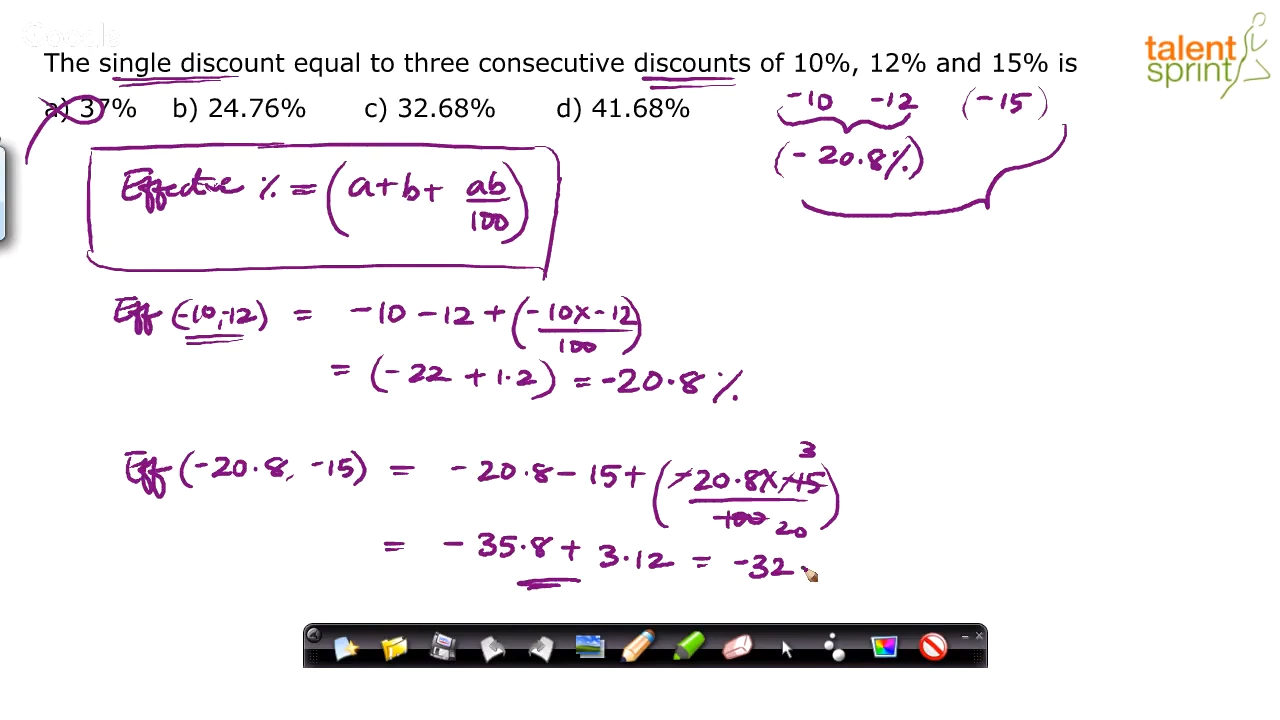 The single discount equal to three consecutive discounts of 10%, 12% and 15% is
a) 37% b) 24.76% c) 32.68% d) 41.68%
talent
sprint
-10 -12 (-15)
(-20.8%)
Effective % = (a+b+ ab/100)
Eff (-10,-12) = -10 -12 + (-10x-12/100)
= (-22 + 1.2) = -20.8 %
Eff (-20.8, -15) = -20.8 - 15 + (-20.8x-15/100) 3 20
= -35.8 + 3.12 = -32.